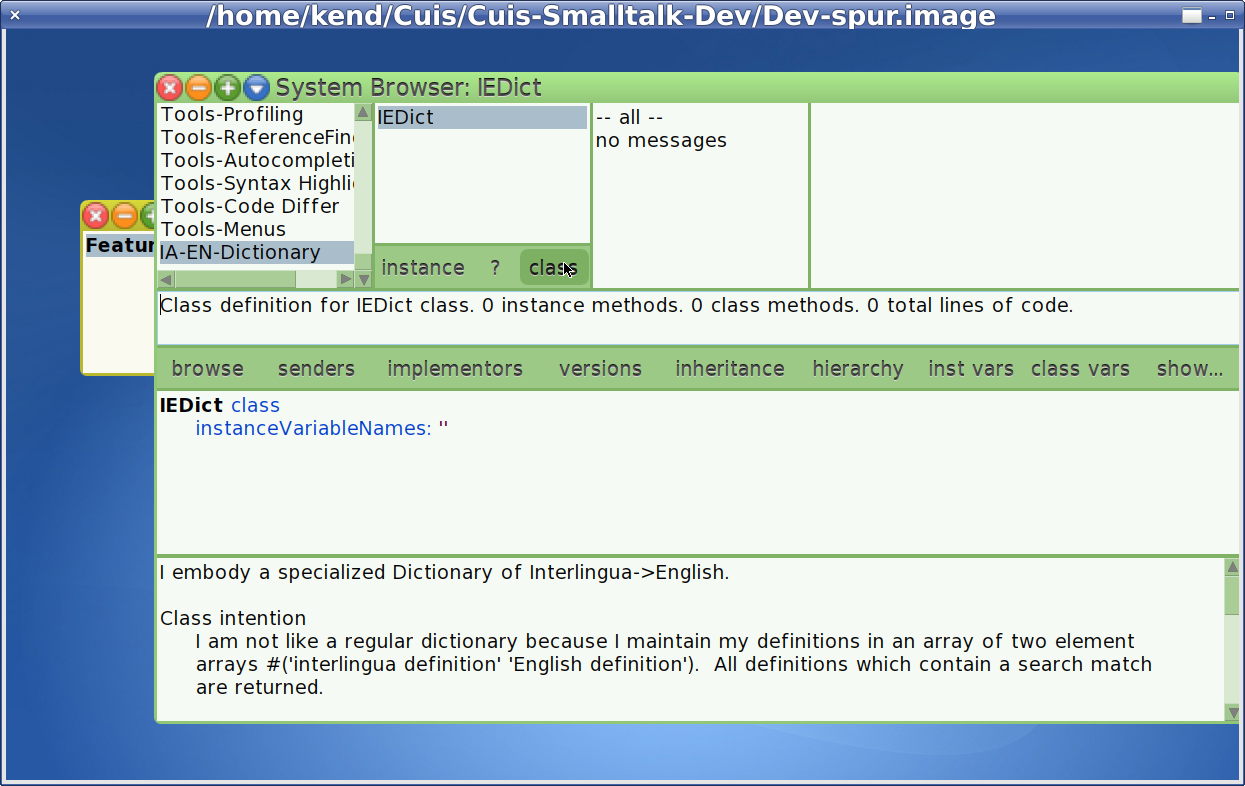 /home/kend/Cuis/Cuis-Smalltalk-Dev/Dev-spur.image
System Browser: IEDict
Tools-Profiling
Tools-ReferenceFin
Tools-Autocompleti
Tools-Syntax Highli
Tools-Code Differ
Tools-Menus
IA-EN-Dictionary
IEDict
instance ? class
-- all --
no messages
Featur
Class definition for IEDict class. 0 instance methods. 0 class methods. 0 total lines of code.
browse senders implementors versions inheritance hierarchy inst vars class vars show...
IEDict class
instanceVariableNames: ''
I embody a specialized Dictionary of Interlingua->English.
Class intention
I am not like a regular dictionary because I maintain my definitions in an array of two element
arrays #('interlingua definition' 'English definition'). All definitions which contain a search match
are returned.